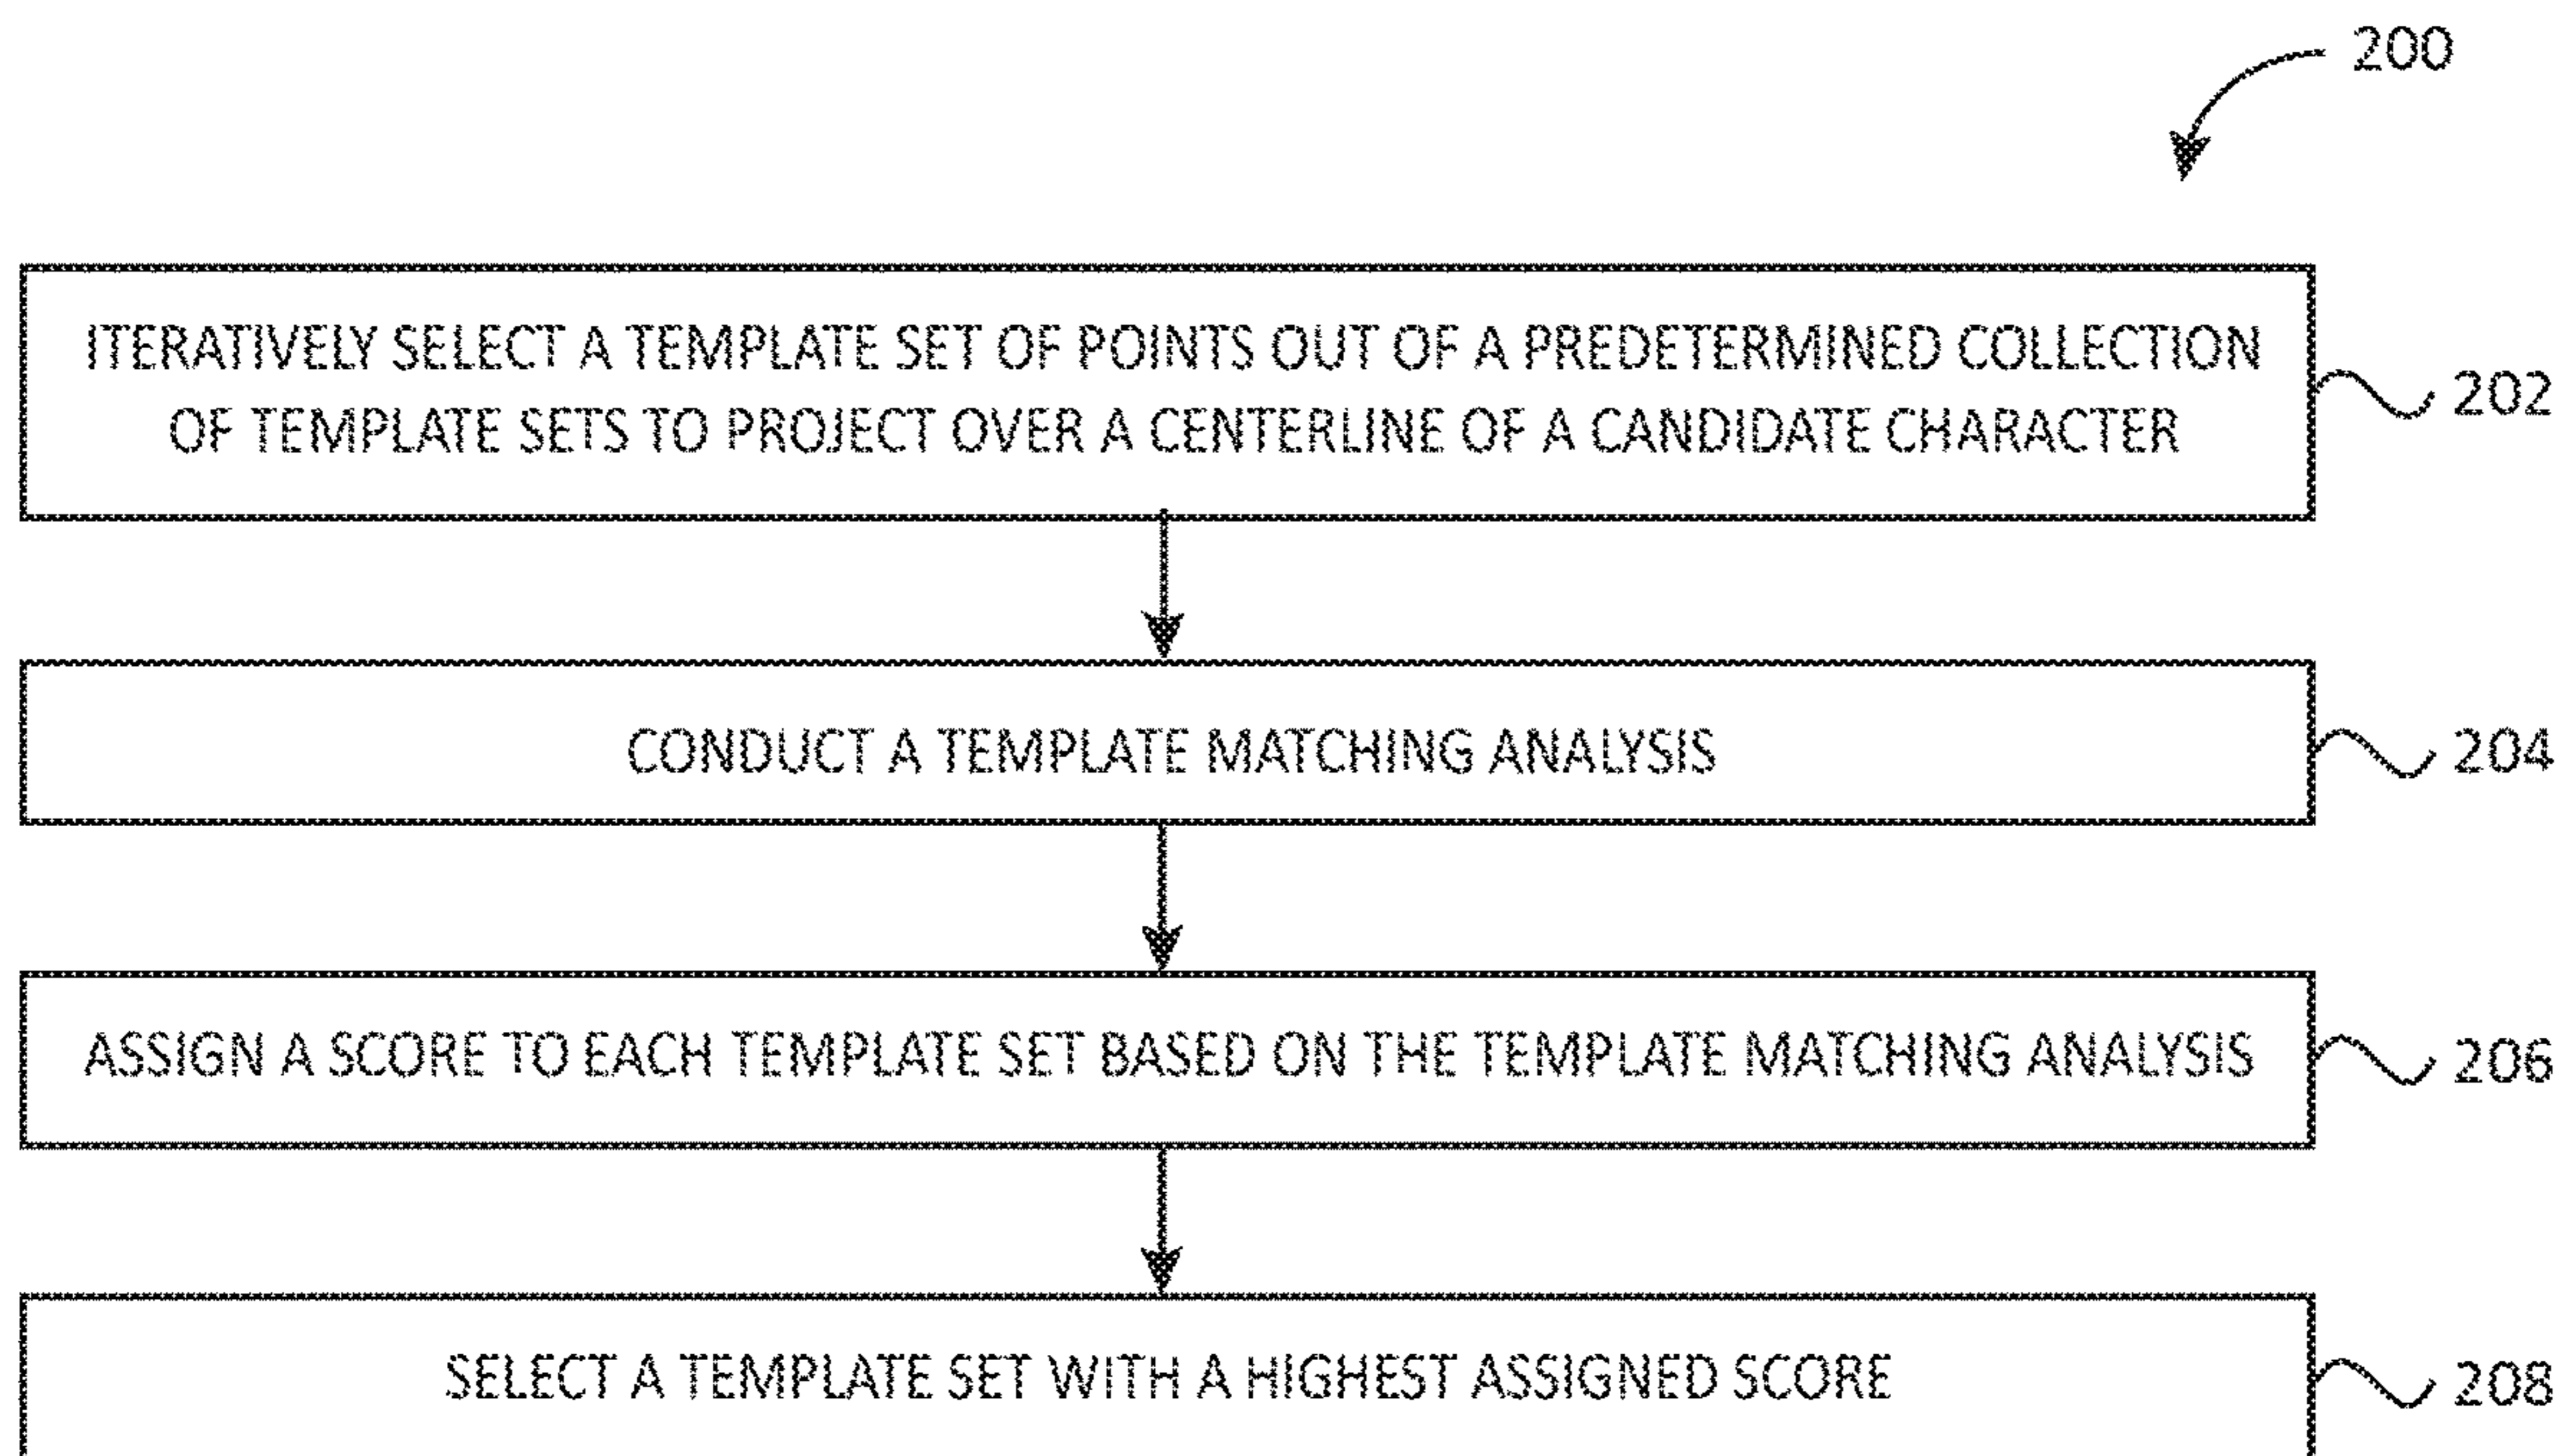 200
ITERATIVELY SELECT A TEMPLATE SET OF POINTS OUT OF A PREDETERMINED COLLECTION
OF TEMPLATE SETS TO PROJECT OVER A CENTERLINE OF A CANDIDATE CHARACTER
202
CONDUCT A TEMPLATE MATCHING ANALYSIS
204
ASSIGN A SCORE TO EACH TEMPLATE SET BASED ON THE TEMPLATE MATCHING ANALYSIS
206
SELECT A TEMPLATE SET WITH A HIGHEST ASSIGNED SCORE
208